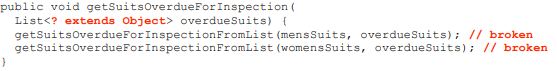 public void getSuitsOverdueForInspection(
List<? extends Object> overdueSuits) {
getSuitsOverdueForInspectionFromList(mensSuits, overdueSuits); // broken
getSuitsOverdueForInspectionFromList(womensSuits, overdueSuits); // broken
}